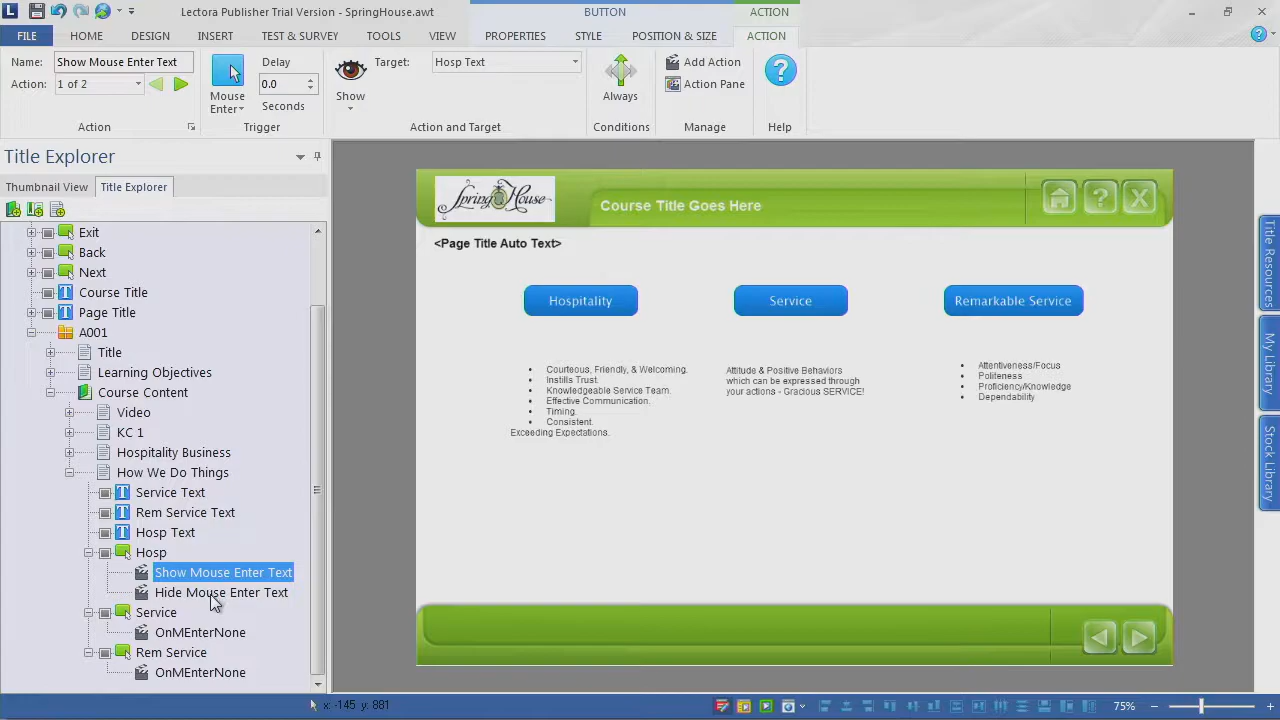 Lectora Publisher Trial Version - SpringHouse.awt
BUTTON
ACTION
FILE
HOME
DESIGN
INSERT
TEST & SURVEY
TOOLS
VIEW
PROPERTIES
STYLE
POSITION & SIZE
ACTION
Name: Show Mouse Enter Text
Action: 1 of 2
Action
Mouse
Enter
Delay
0.0
Seconds
Trigger
Show
Target: Hosp Text
Action and Target
Always
Conditions
Add Action
Action Pane
Manage
Help
Help
Title Explorer
Thumbnail View
Title Explorer
Exit
Back
Next
Course Title
Page Title
A001
Title
Learning Objectives
Course Content
Video
KC 1
Hospitality Business
How We Do Things
Service Text
Rem Service Text
Hosp Text
Hosp
Show Mouse Enter Text
Hide Mouse Enter Text
Service
OnMEnterNone
Rem Service
OnMEnterNone
Spring House
Course Title Goes Here
?
X
<Page Title Auto Text>
Hospitality
Service
Remarkable Service
• Courteous, Friendly, & Welcoming.
• Instills Trust.
• Knowledgeable Service Team.
• Effective Communication.
• Timing.
• Consistent.
Exceeding Expectations.
Attitude & Positive Behaviors
which can be expressed through
your actions - Gracious SERVICE!
• Attentiveness/Focus
• Politeness
• Proficiency/Knowledge
• Dependability
Title Resources
My Library
Stock Library
x: -145 y: 881
75%